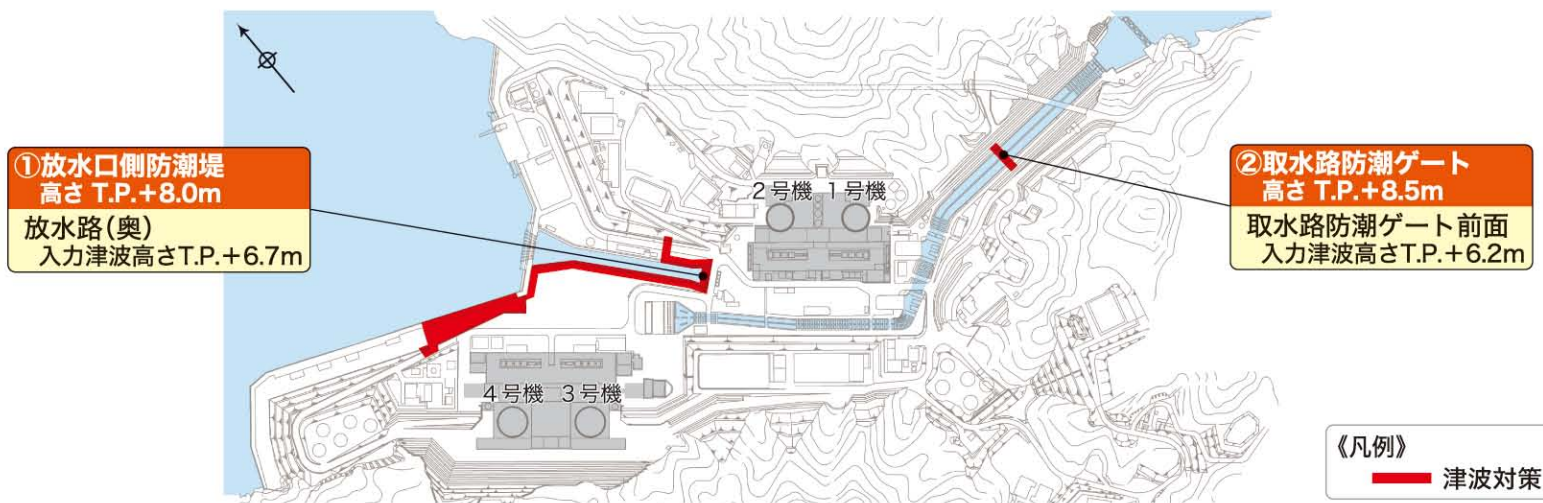 ①放水口側防潮堤
高さ T.P.+8.0m
放水路(奥)
入力津波高さT.P.+6.7m
②取水路防潮ゲート
高さ T.P.+8.5m
取水路防潮ゲート前面
入力津波高さT.P.+6.2m
2号機 1号機
4号機 3号機
《凡例》
津波対策